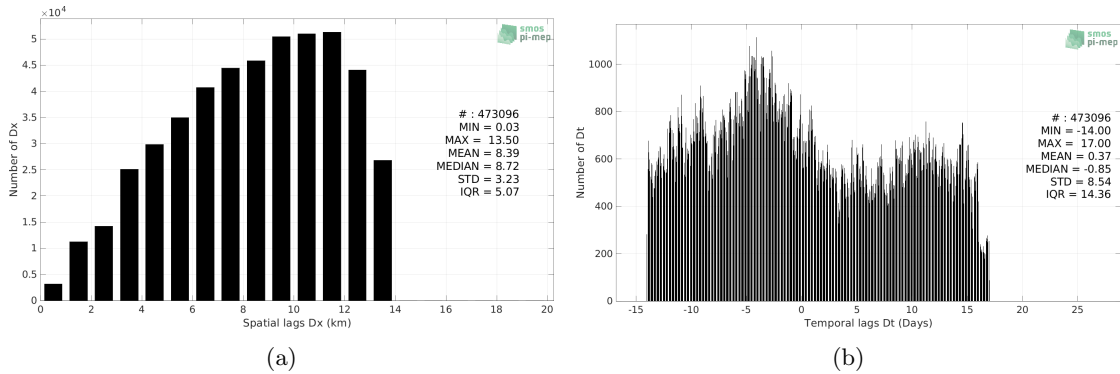 ×10⁴
5
4.5
4
3.5
3
2.5
2
1.5
1
0.5
0
Number of Dx
smos
pi-mep
# : 473096
MIN = 0.03
MAX = 13.50
MEAN = 8.39
MEDIAN = 8.72
STD = 3.23
IQR = 5.07
0 2 4 6 8 10 12 14 16 18 20
Spatial lags Dx (km)
(a)
1000
800
600
400
200
0
Number of Dt
smos
pi-mep
# : 473096
MIN = -14.00
MAX = 17.00
MEAN = 0.37
MEDIAN = -0.85
STD = 8.54
IQR = 14.36
-15 -10 -5 0 5 10 15 20 25
Temporal lags Dt (Days)
(b)